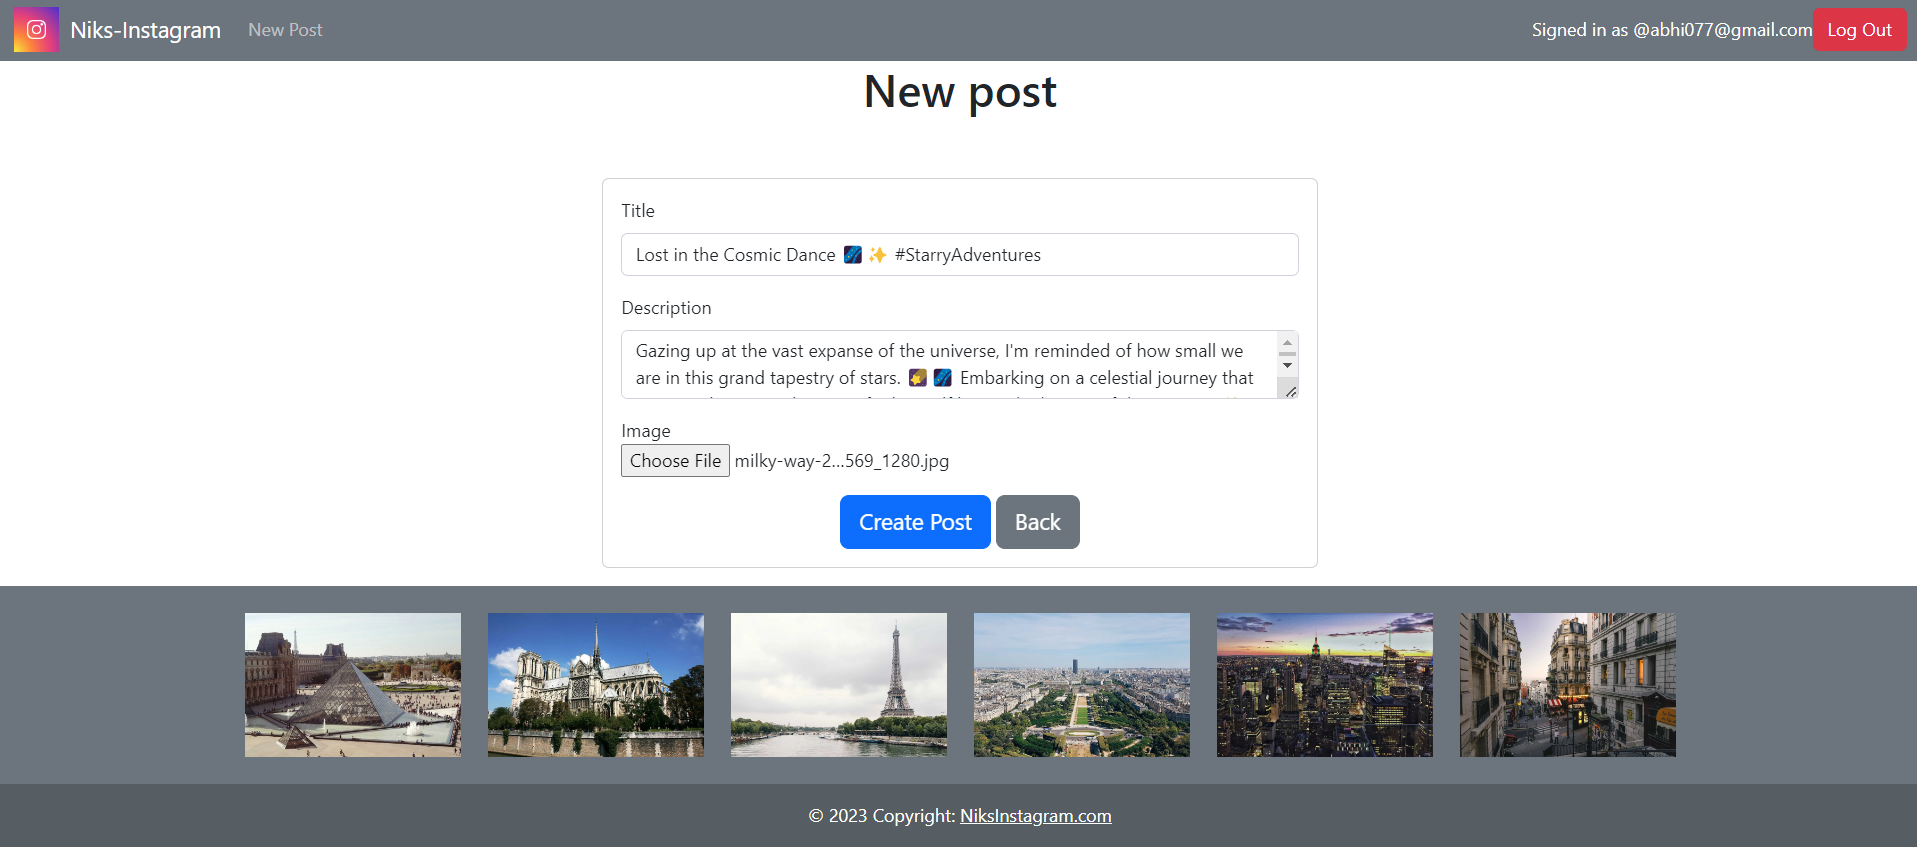 Niks-Instagram New Post Signed in as @abhi077@gmail.com Log Out
New post
Title
Lost in the Cosmic Dance 🌌✨ #StarryAdventures
Description
Gazing up at the vast expanse of the universe, I'm reminded of how small we
are in this grand tapestry of stars. 🌠🌌 Embarking on a celestial journey that
Image
Choose File milky-way-2...569_1280.jpg
Create Post Back
© 2023 Copyright: NiksInstagram.com